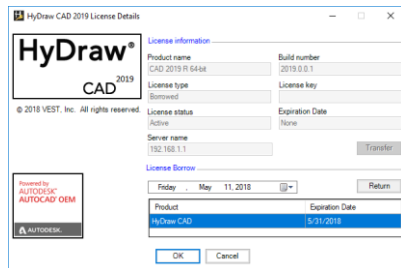 HyDraw CAD 2019 License Details
HyDraw®
CAD 2019
© 2018 VEST, Inc. All rights reserved.
License information
Product name
Build number
CAD 2019 R 64-bit
2019.0.0.1
License type
License key
Borrowed
License status
Expiration Date
Active
None
Server name
192.168.1.1
Transfer
License Borrow
Friday , May 11, 2018
Return
Product
Expiration Date
HyDraw CAD
5/31/2018
Powered by
AUTODESK®
AUTOCAD® OEM
AUTODESK.
OK
Cancel